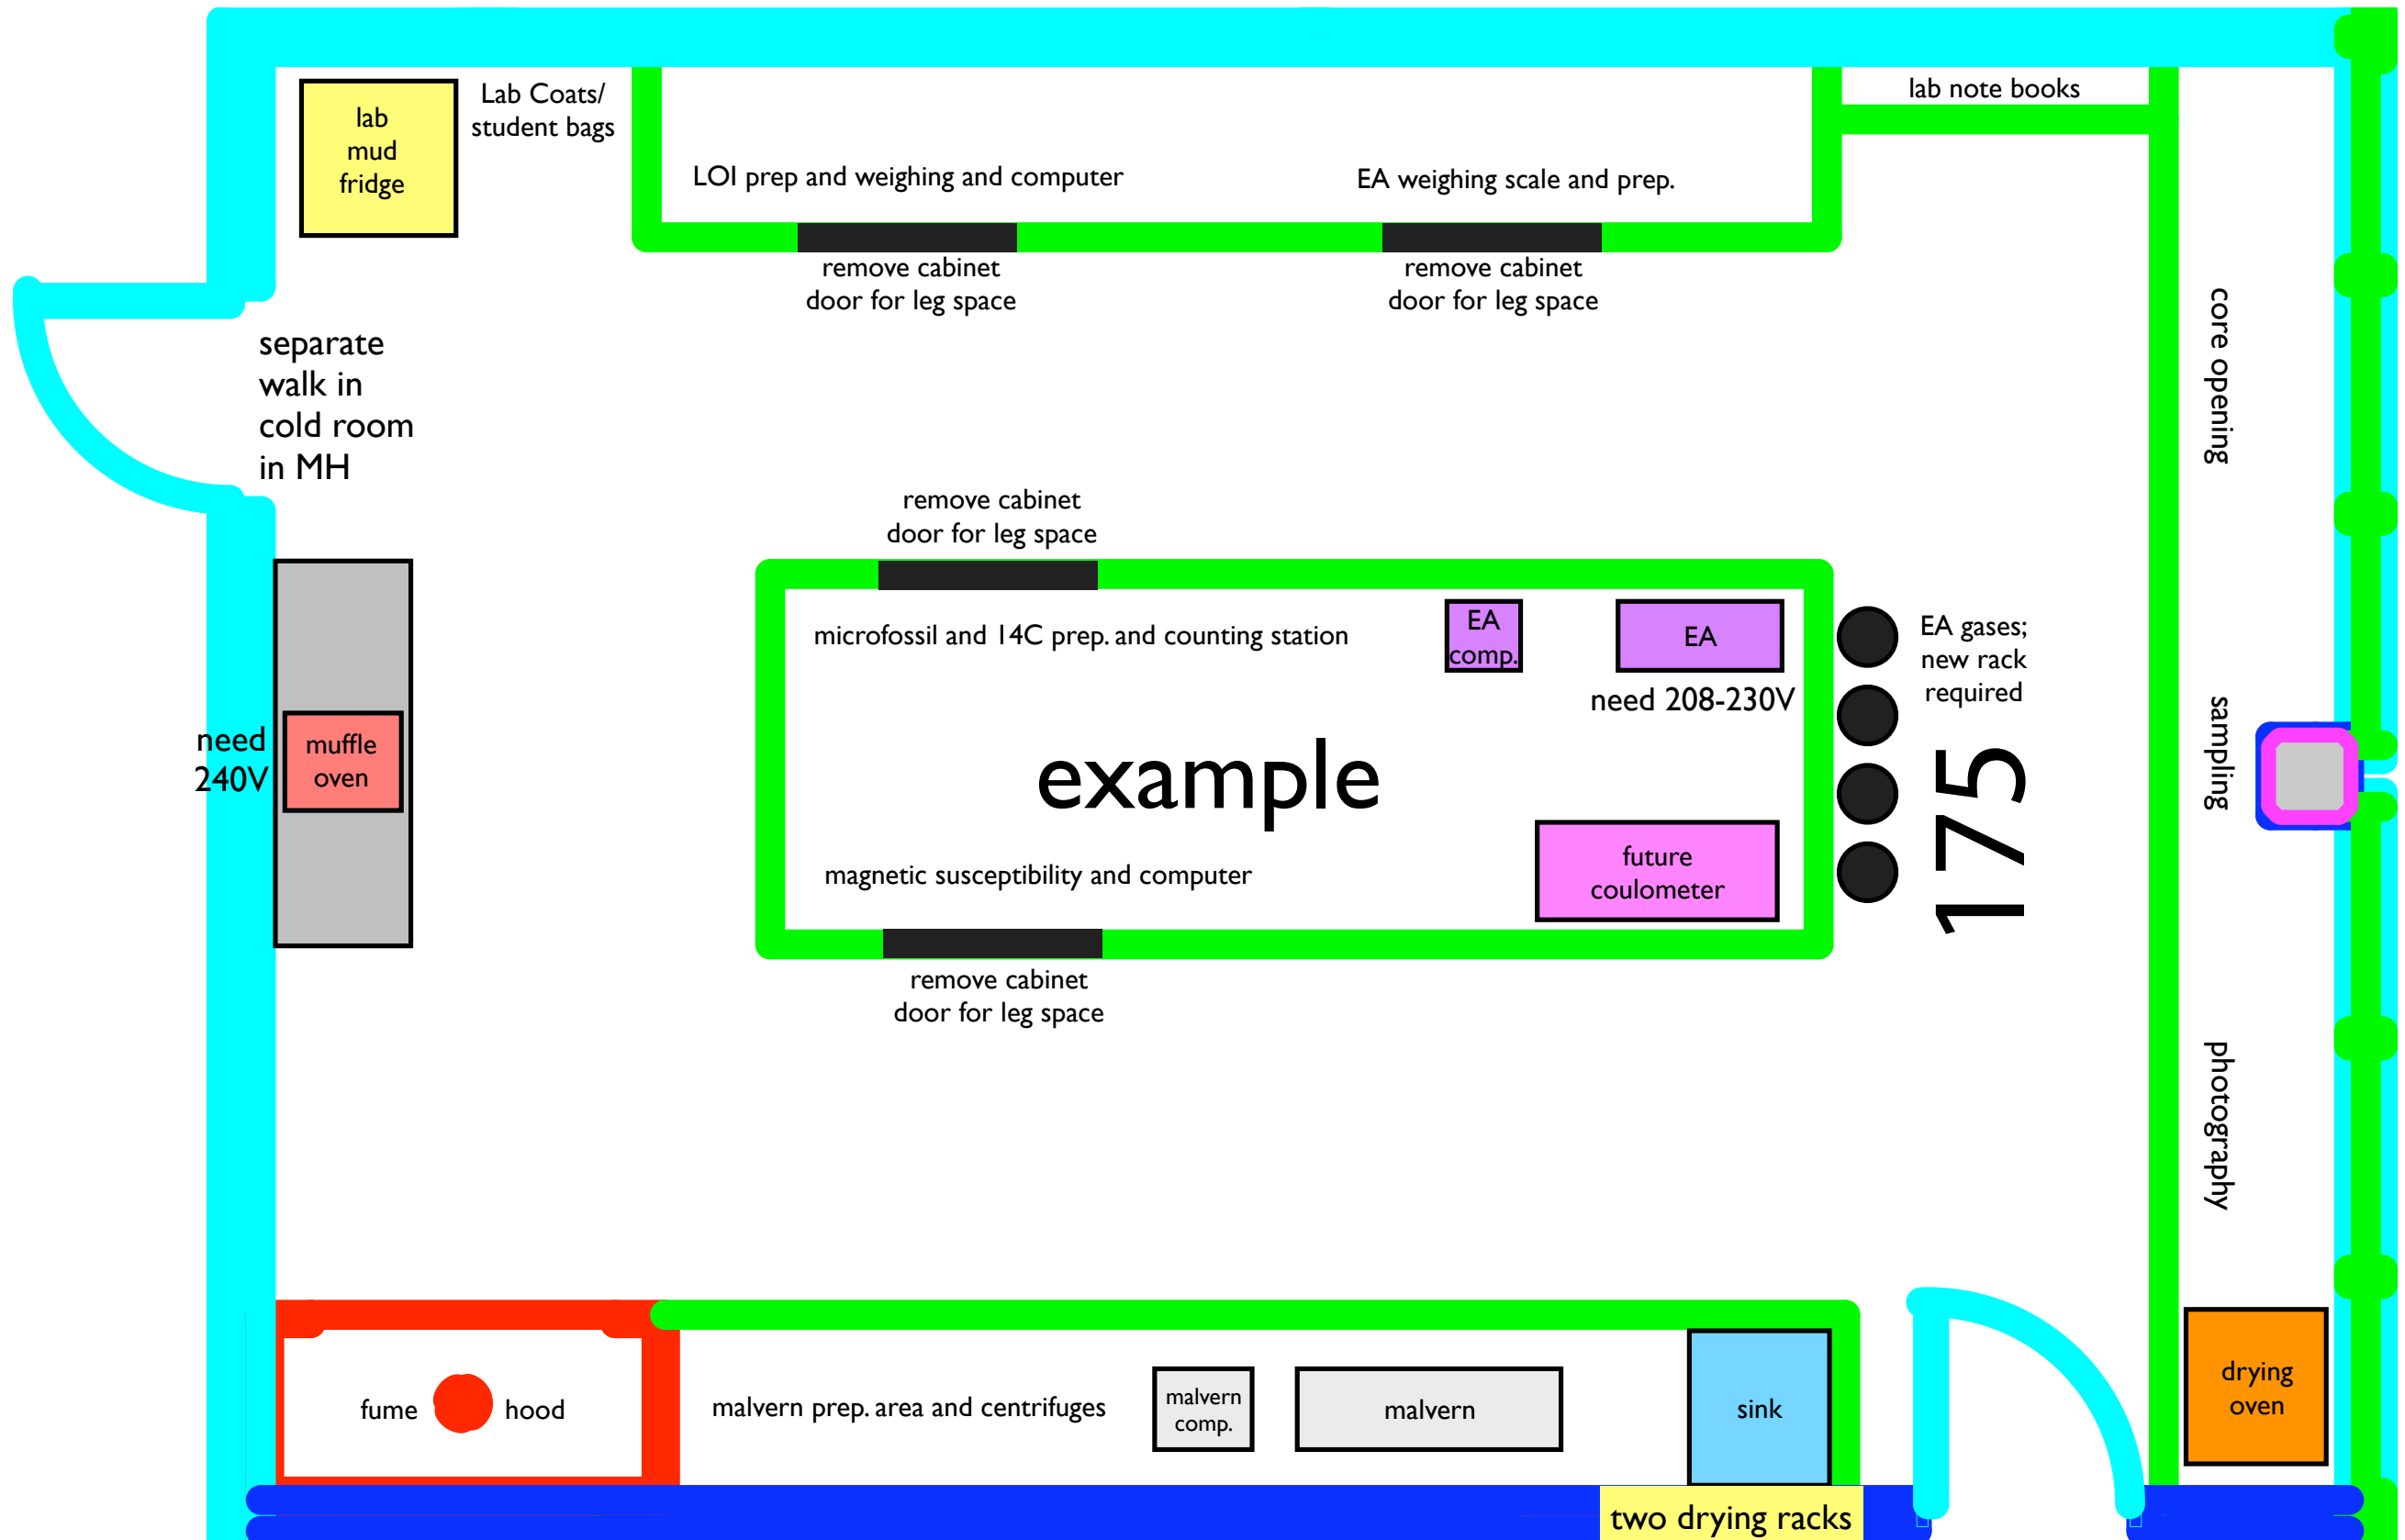 lab
mud
fridge
Lab Coats/
student bags
lab note books
LOI prep and weighing and computer
EA weighing scale and prep.
remove cabinet
door for leg space
remove cabinet
door for leg space
core opening
separate
walk in
cold room
in MH
remove cabinet
door for leg space
microfossil and 14C prep. and counting station
EA
comp.
EA
need 208-230V
EA gases;
new rack
required
need
240V
muffle
oven
example
175
sampling
magnetic susceptibility and computer
future
coulometer
remove cabinet
door for leg space
photography
fume hood
malvern prep. area and centrifuges
malvern
comp.
malvern
sink
drying
oven
two drying racks